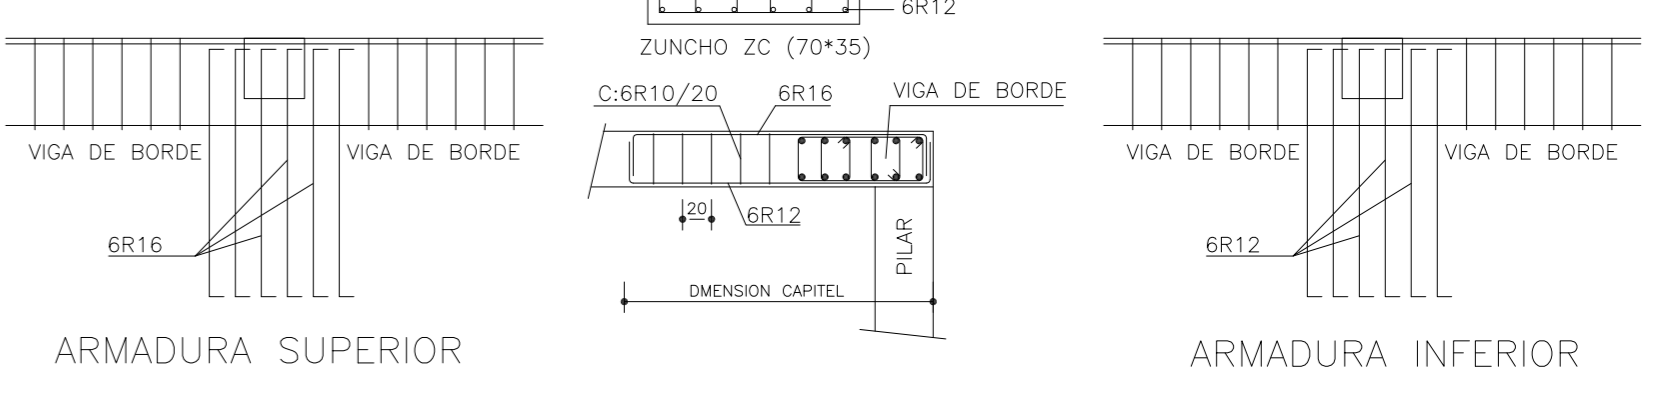 6R12
ZUNCHO ZC (70*35)
C:6R10/20
6R16
VIGA DE BORDE
VIGA DE BORDE
VIGA DE BORDE
VIGA DE BORDE
VIGA DE BORDE
20
6R12
PILAR
6R16
6R12
DMENSION CAPITEL
ARMADURA SUPERIOR
ARMADURA INFERIOR